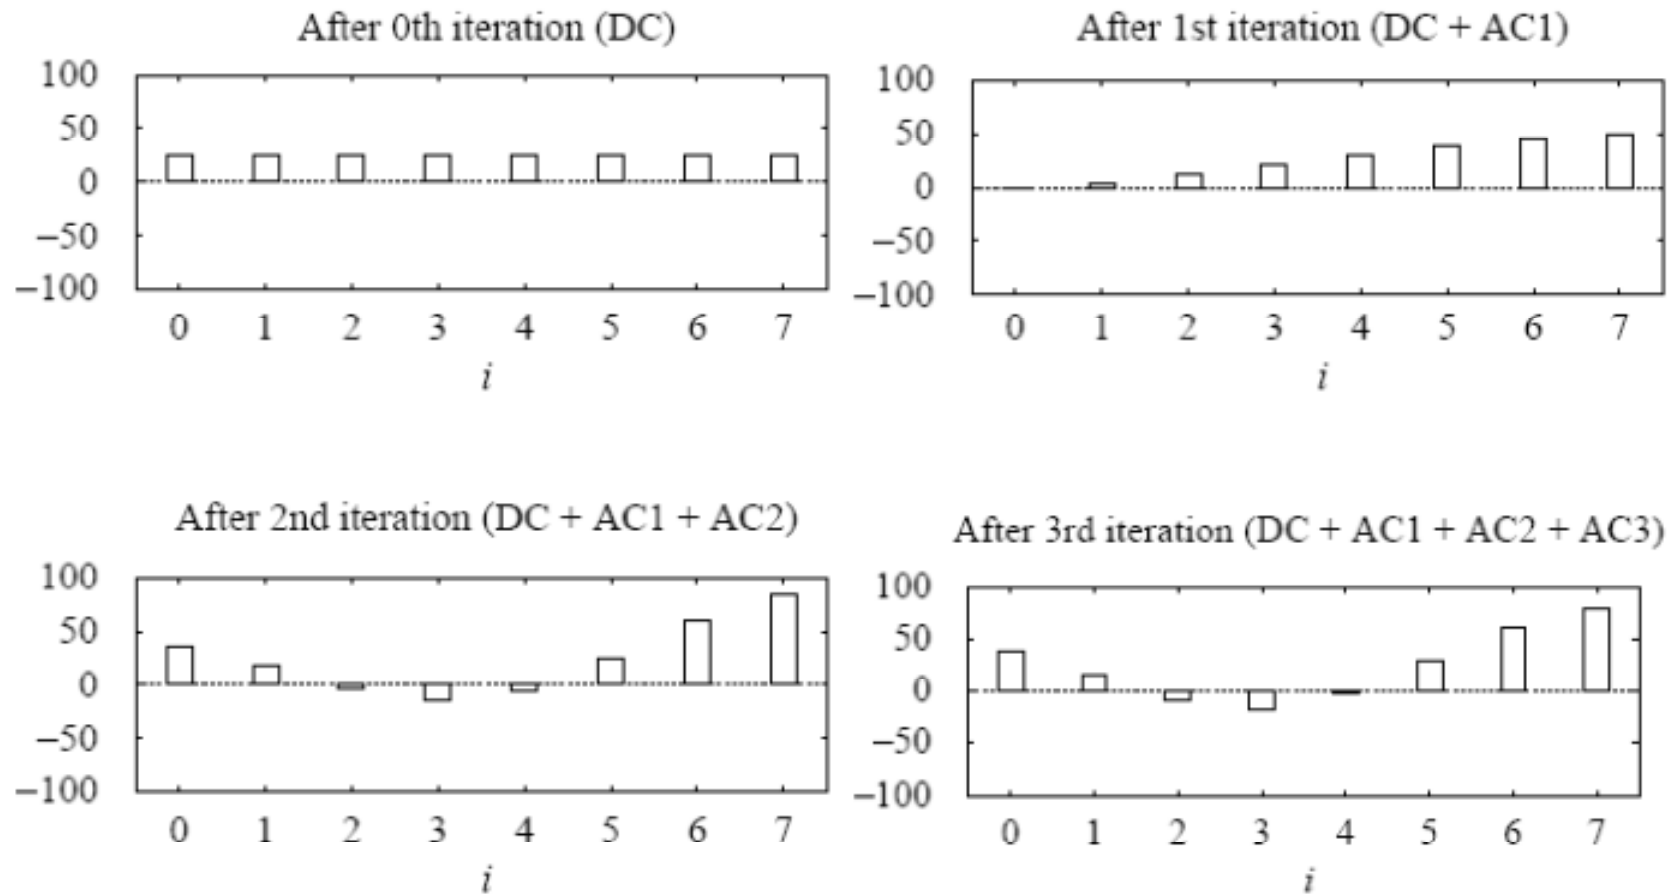 After 0th iteration (DC)
100
50
0
−50
−100
0 1 2 3 4 5 6 7
i
After 1st iteration (DC + AC1)
100
50
0
−50
−100
0 1 2 3 4 5 6 7
i
After 2nd iteration (DC + AC1 + AC2)
100
50
0
−50
−100
0 1 2 3 4 5 6 7
i
After 3rd iteration (DC + AC1 + AC2 + AC3)
100
50
0
−50
−100
0 1 2 3 4 5 6 7
i